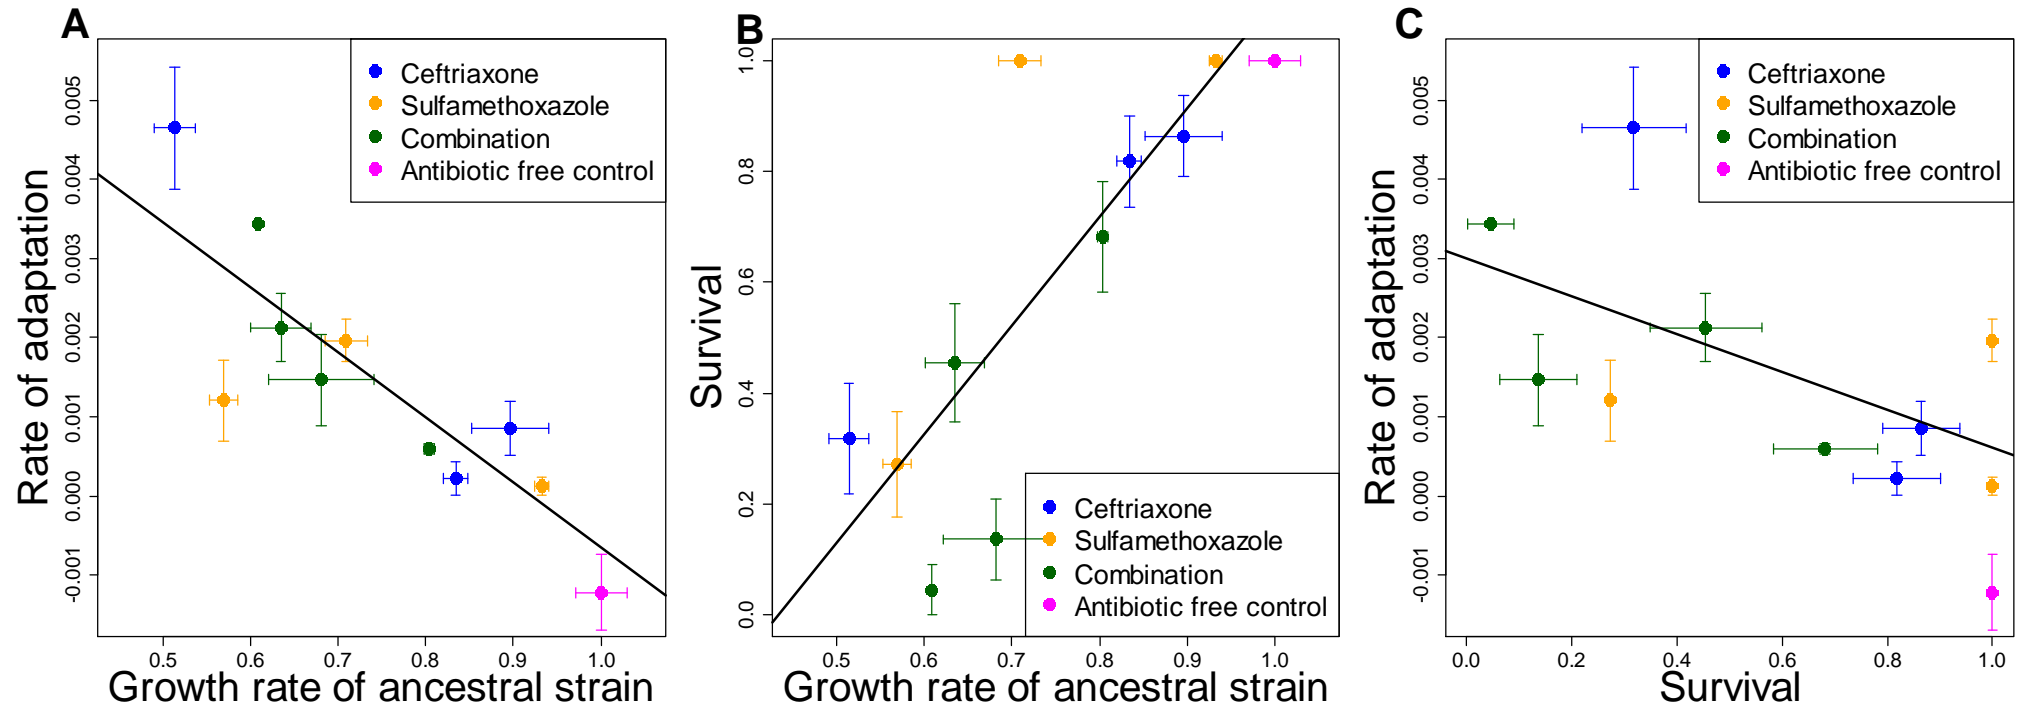 A
Rate of adaptation
0.005
0.004
0.003
0.002
0.001
0.000
-0.001
Ceftriaxone
Sulfamethoxazole
Combination
Antibiotic free control
0.5 0.6 0.7 0.8 0.9 1.0
Growth rate of ancestral strain
B
Survival
1.0
0.8
0.6
0.4
0.2
0.0
Ceftriaxone
Sulfamethoxazole
Combination
Antibiotic free control
0.5 0.6 0.7 0.8 0.9 1.0
Growth rate of ancestral strain
C
Rate of adaptation
0.005
0.004
0.003
0.002
0.001
0.000
-0.001
Ceftriaxone
Sulfamethoxazole
Combination
Antibiotic free control
0.0 0.2 0.4 0.6 0.8 1.0
Survival